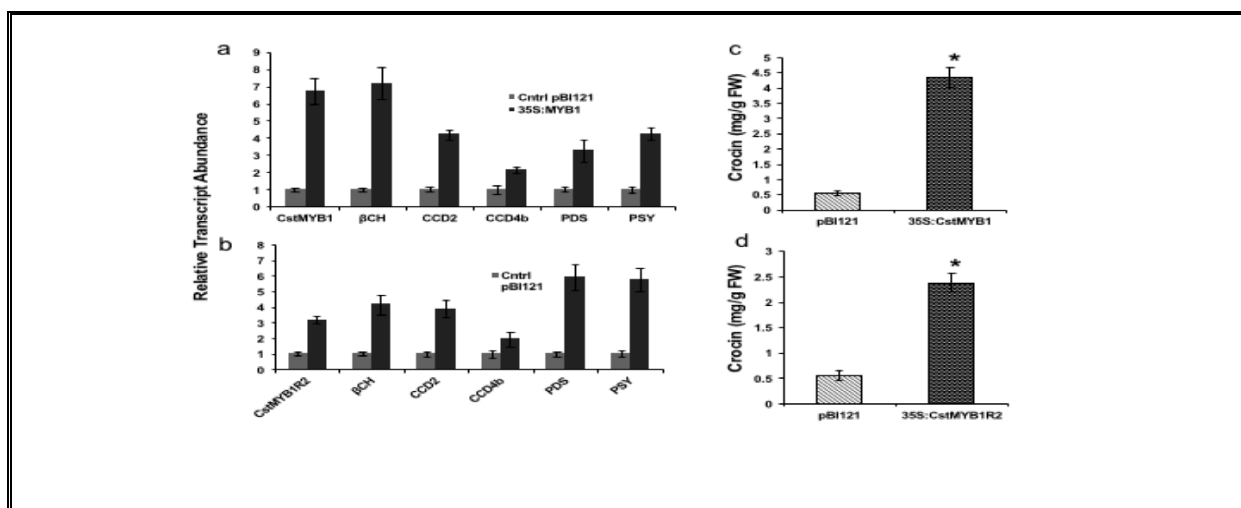 a
9
8
7
6
5
4
3
2
1
0
Cntrl pBI121
35S:MYB1
CstMYB1 βCH CCD2 CCD4b PDS PSY
Relative Transcript Abundance
b
8
7
6
5
4
3
2
1
0
Cntrl
pBI121
CstMYB1R2 βCH CCD2 CCD4b PDS PSY
c
Crocin (mg/g FW)
5
4.5
4
3.5
3
2.5
2
1.5
1
0.5
0
*
pBI121 35S:CstMYB1
d
Crocin (mg/g FW)
3
2.5
2
1.5
1
0.5
0
*
pBI121 35S:CstMYB1R2